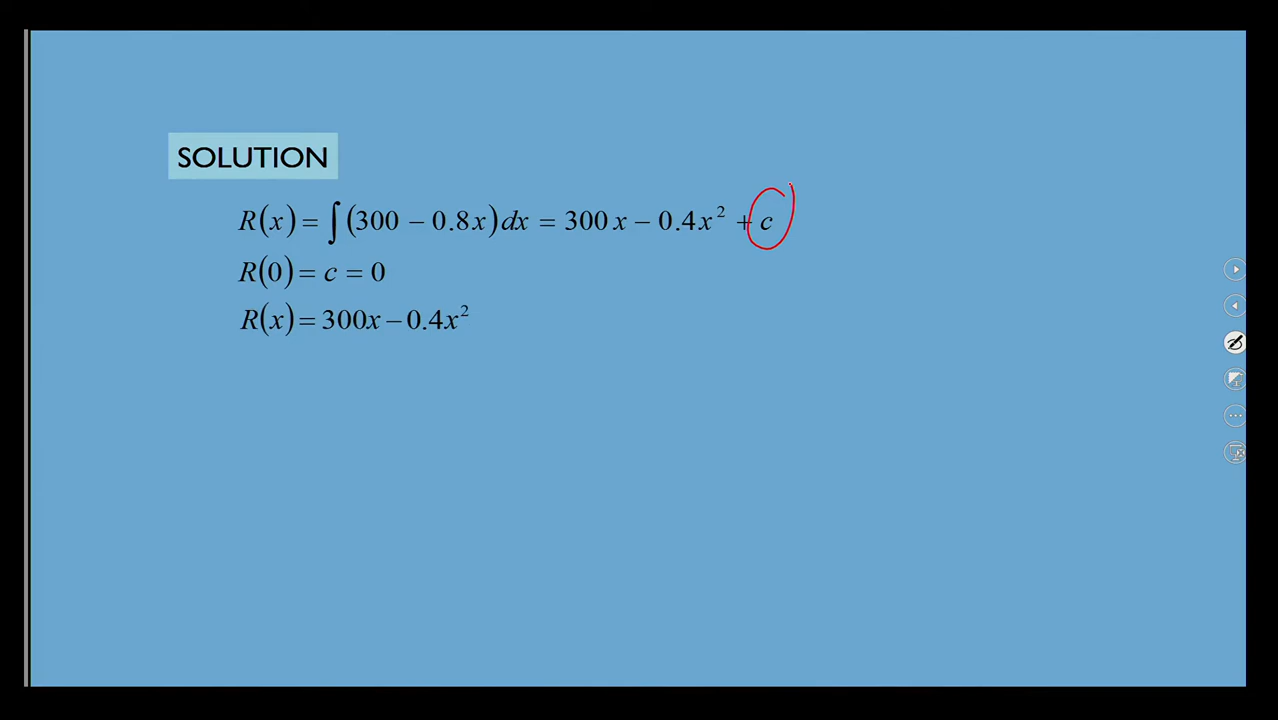 SOLUTION
R(x) = ∫(300 − 0.8x)dx = 300x − 0.4x² + c
R(0) = c = 0
R(x) = 300x − 0.4x²